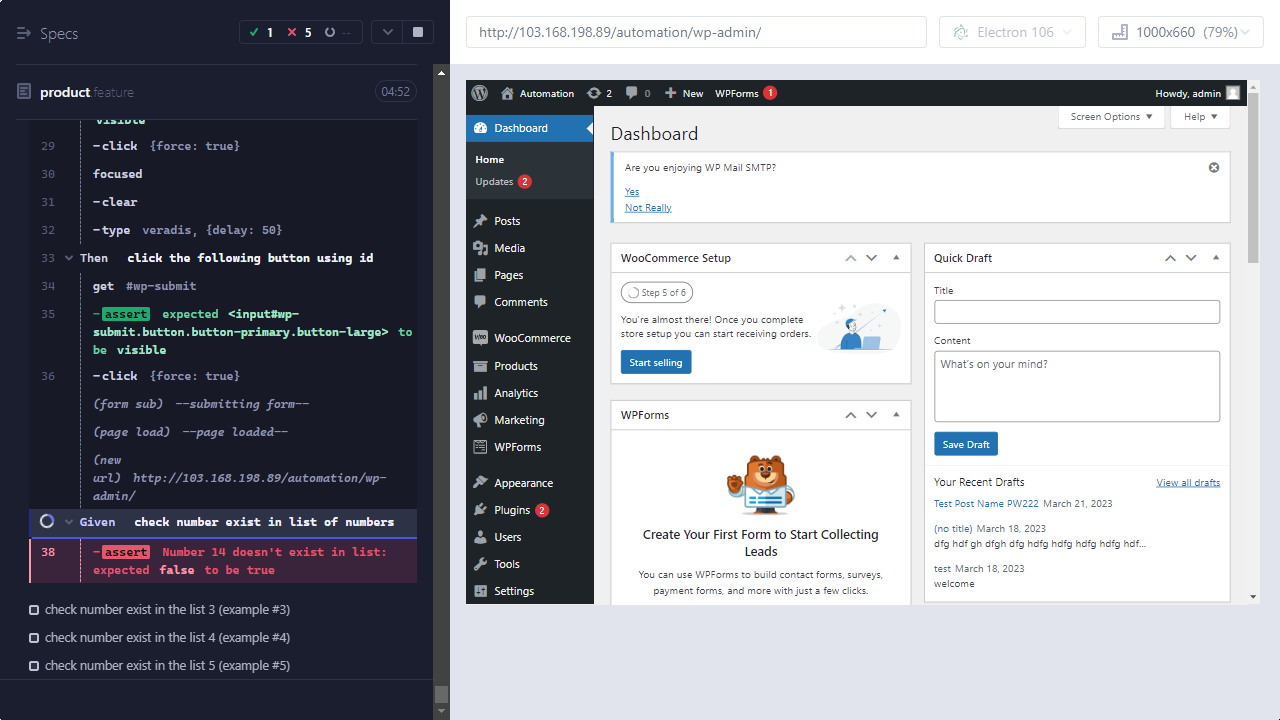 Specs
1
5
--
http://103.168.198.89/automation/wp-admin/
Electron 106
1000x660 (79%)
product.feature
04:52
visible
29 -click {force: true}
30 focused
31 -clear
32 -type veradis, {delay: 50}
33 Then click the following button using id
34 get #wp-submit
35 -assert expected <input#wp-
submit.button.button-primary.button-large> to
be visible
36 -click {force: true}
(form sub) --submitting form--
(page load) --page loaded--
(new
url) http://103.168.198.89/automation/wp-
admin/
Given check number exist in list of numbers
38 -assert Number 14 doesn't exist in list:
expected false to be true
check number exist in the list 3 (example #3)
check number exist in the list 4 (example #4)
check number exist in the list 5 (example #5)
Automation
2
0
New
WPForms 1
Howdy, admin
Dashboard
Home
Updates 2
Posts
Media
Pages
Comments
WooCommerce
Products
Analytics
Marketing
WPForms
Appearance
Plugins 2
Users
Tools
Settings
Screen Options
Help
Dashboard
Are you enjoying WP Mail SMTP?
Yes
Not Really
WooCommerce Setup
Step 5 of 6
You're almost there! Once you complete
store setup you can start receiving orders.
Start selling
WPForms
Create Your First Form to Start Collecting
Leads
You can use WPForms to build contact forms, surveys,
payment forms, and more with just a few clicks.
Quick Draft
Title
Content
What's on your mind?
Save Draft
Your Recent Drafts
View all drafts
Test Post Name PW222 March 21, 2023
(no title) March 18, 2023
dfg hdf gh dfgh dfg hdfg hdfg hdfg hdfg hdf...
test March 18, 2023
welcome